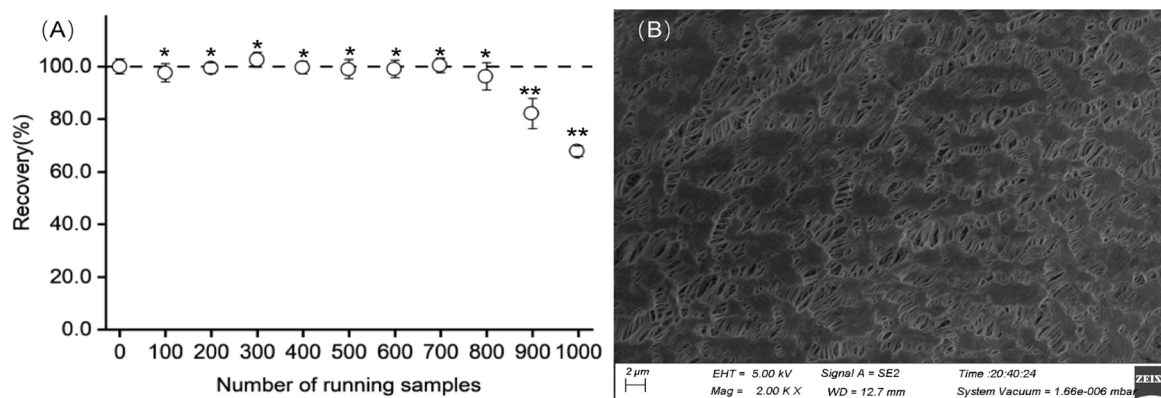 (A)
(B)
* * * * * * * * ** **
100.0
80.0
60.0
40.0
20.0
0.0
Recovery(%)
0 100 200 300 400 500 600 700 800 900 1000
Number of running samples
2 μm
EHT = 5.00 kV Signal A = SE2 Time :20:40:24
Mag = 2.00 K X WD = 12.7 mm System Vacuum = 1.66e-006 mbar
ZEISS